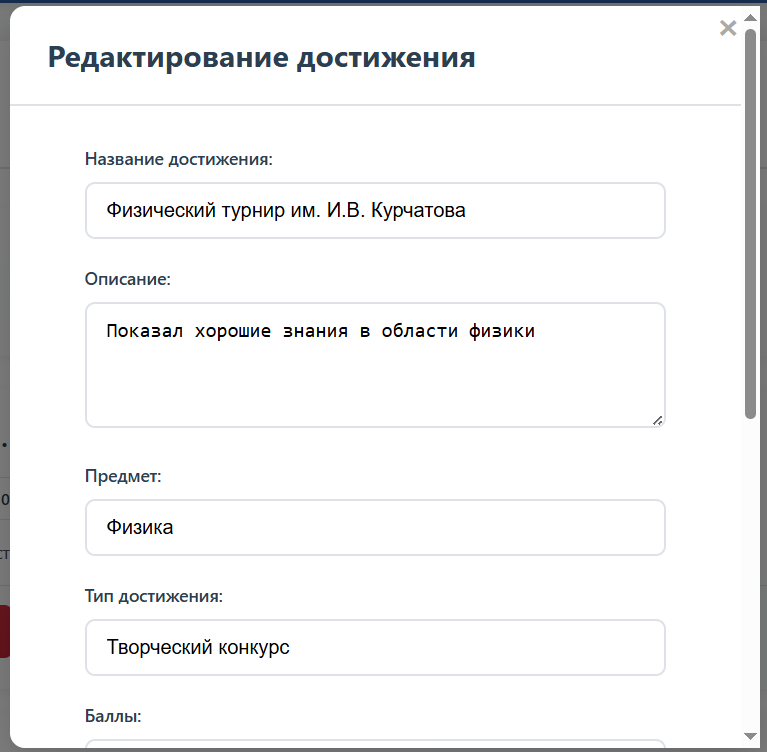 Редактирование достижения
×
Название достижения:
Физический турнир им. И.В. Курчатова
Описание:
Показал хорошие знания в области физики
Предмет:
Физика
Тип достижения:
Творческий конкурс
Баллы: